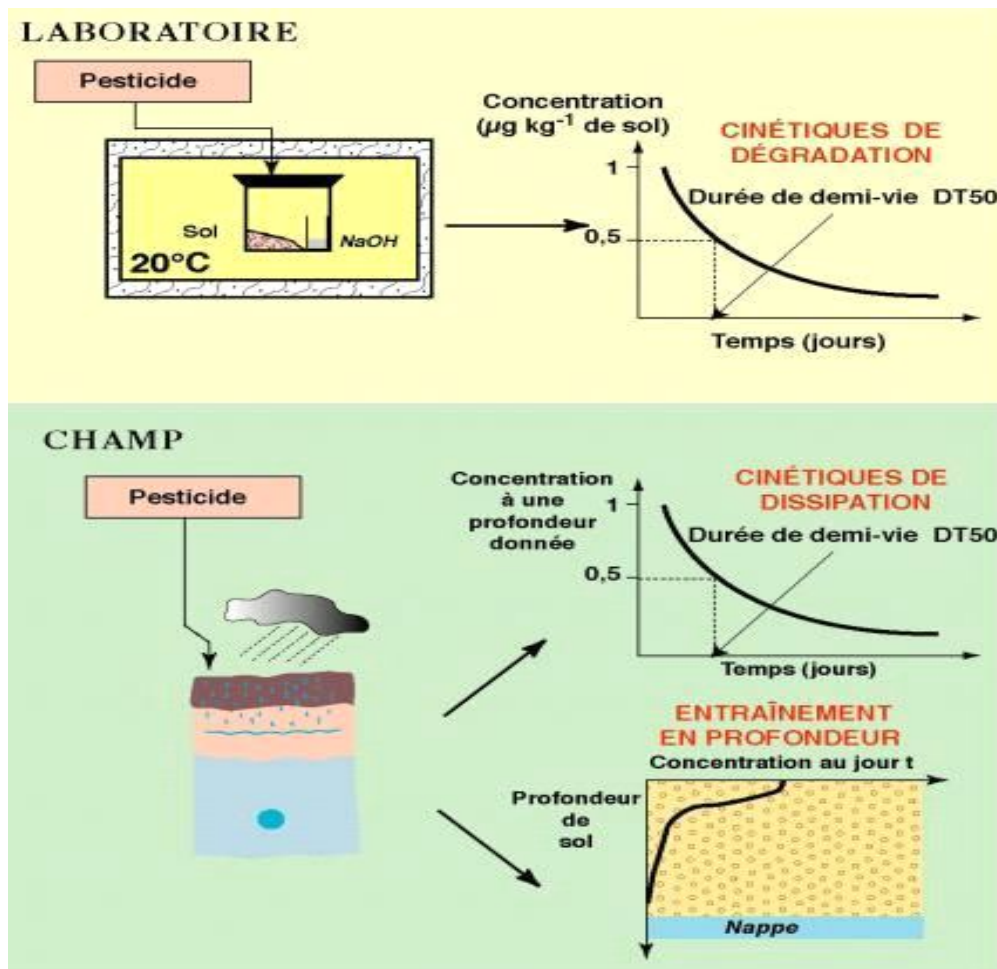 LABORATOIRE
Pesticide
Sol
NaOH
20°C
Concentration
(µg kg⁻¹ de sol)
CINÉTIQUES DE
DÉGRADATION
1
Durée de demi-vie DT50
0,5
Temps (jours)
CHAMP
Pesticide
Concentration
à une
profondeur
donnée
CINÉTIQUES DE
DISSIPATION
1
Durée de demi-vie DT50
0,5
Temps (jours)
ENTRAÎNEMENT
EN PROFONDEUR
Concentration au jour t
Profondeur
de
sol
Nappe